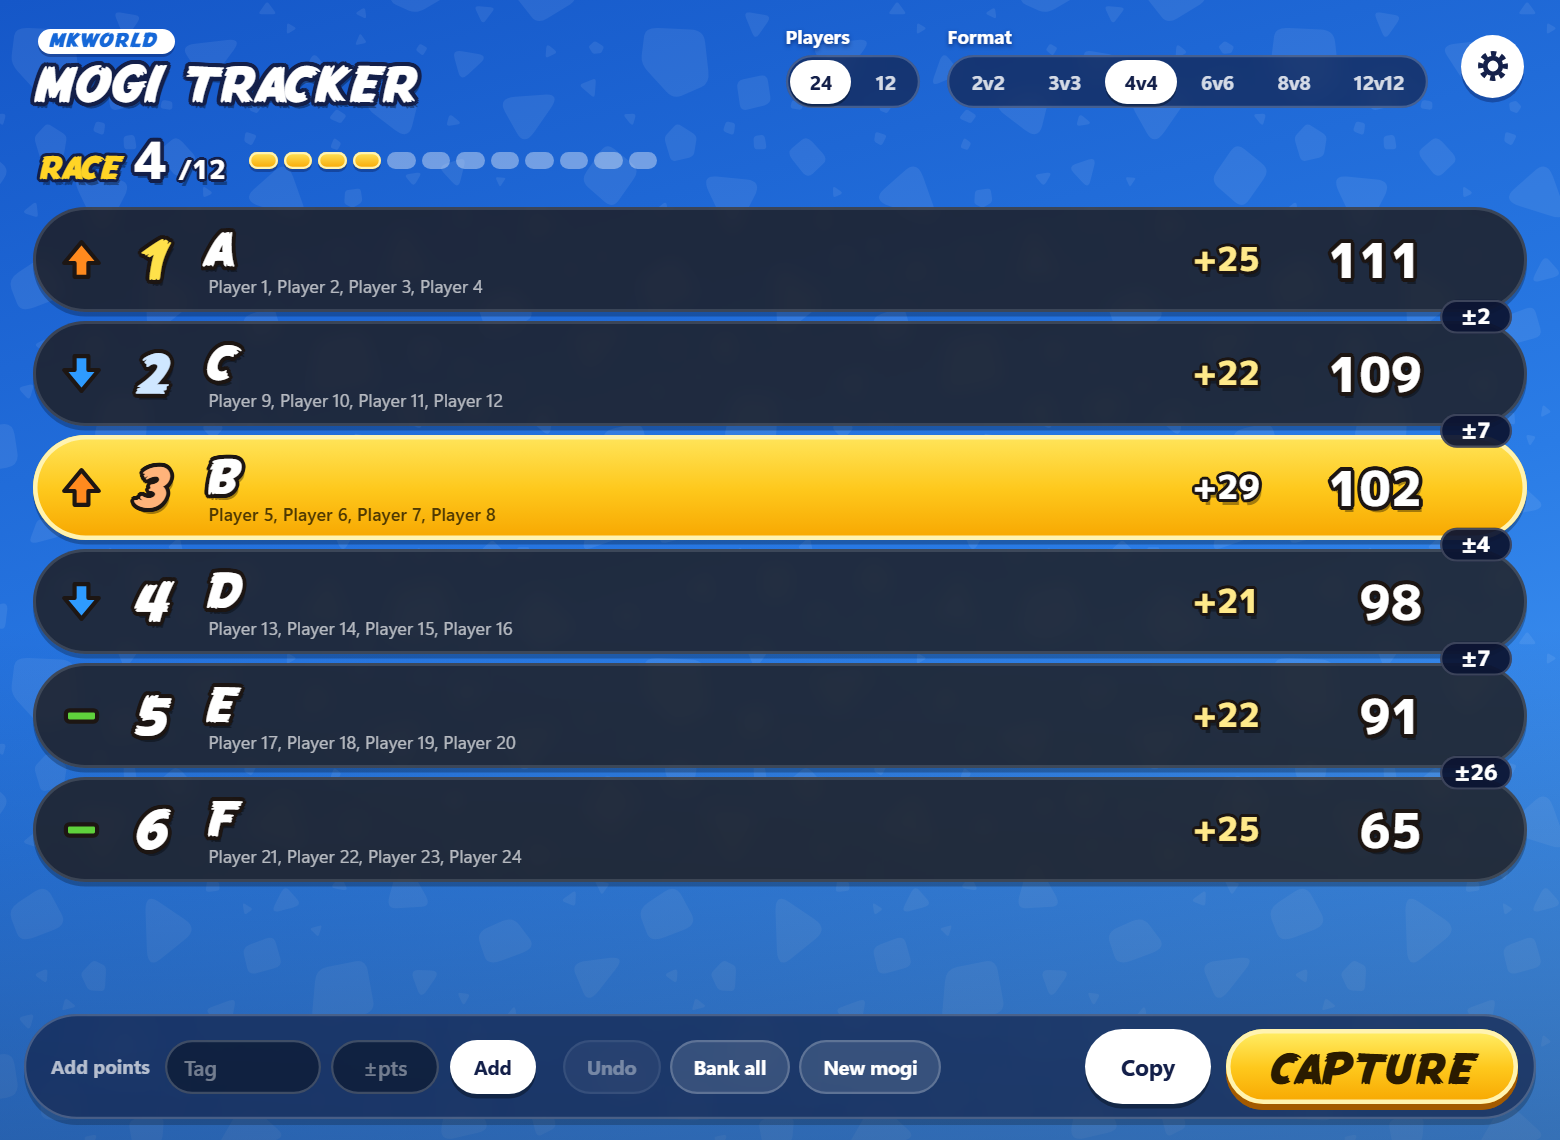 MKWORLD
MOGI TRACKER
Players
24 12
Format
2v2 3v3 4v4 6v6 8v8 12v12
RACE 4 /12
1 A +25 111
Player 1, Player 2, Player 3, Player 4
±2
2 C +22 109
Player 9, Player 10, Player 11, Player 12
±7
3 B +29 102
Player 5, Player 6, Player 7, Player 8
±4
4 D +21 98
Player 13, Player 14, Player 15, Player 16
±7
5 E +22 91
Player 17, Player 18, Player 19, Player 20
±26
6 F +25 65
Player 21, Player 22, Player 23, Player 24
Add points Tag ±pts Add Undo Bank all New mogi Copy CAPTURE